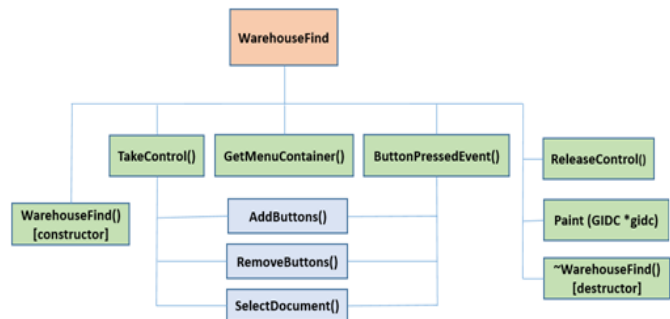 WarehouseFind
TakeControl()
GetMenuContainer()
ButtonPressedEvent()
ReleaseControl()
WarehouseFind()
[constructor]
AddButtons()
Paint (GIDC *gidc)
RemoveButtons()
~WarehouseFind()
[destructor]
SelectDocument()